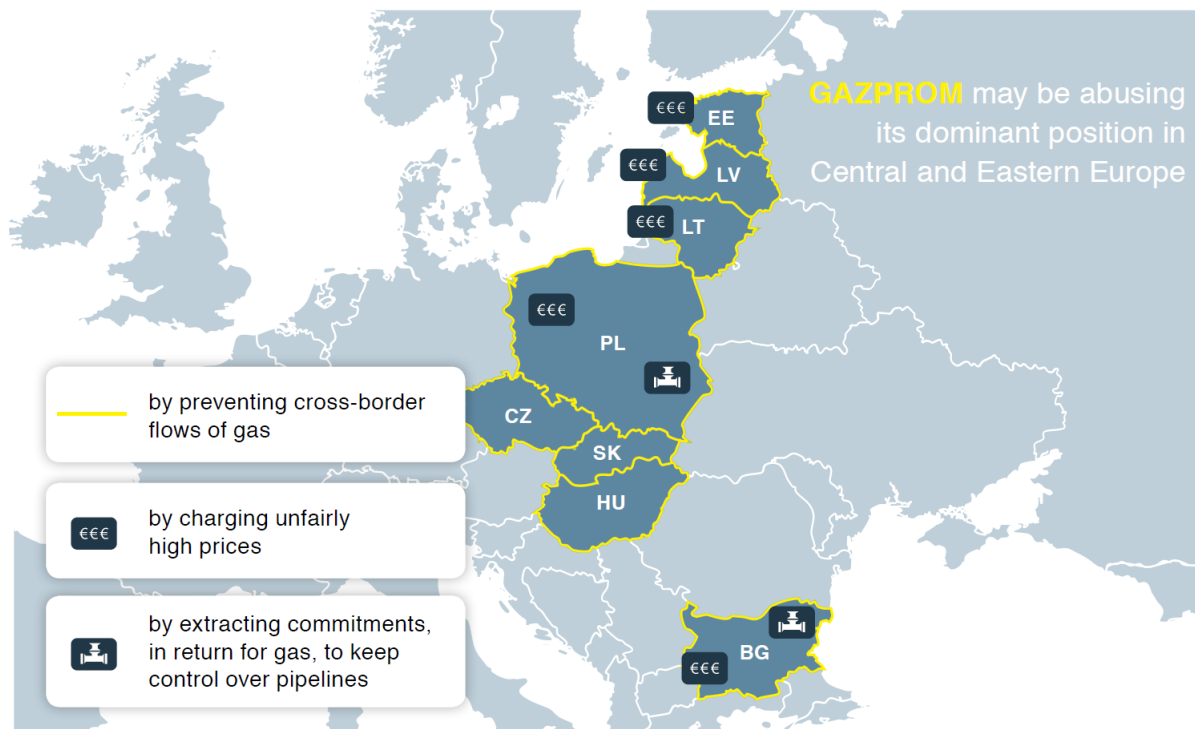 GAZPROM may be abusing
its dominant position in
Central and Eastern Europe
€€€
EE
€€€
LV
€€€
LT
€€€
PL
CZ
SK
HU
€€€
BG
by preventing cross-border
flows of gas
€€€
by charging unfairly
high prices
by extracting commitments,
in return for gas, to keep
control over pipelines